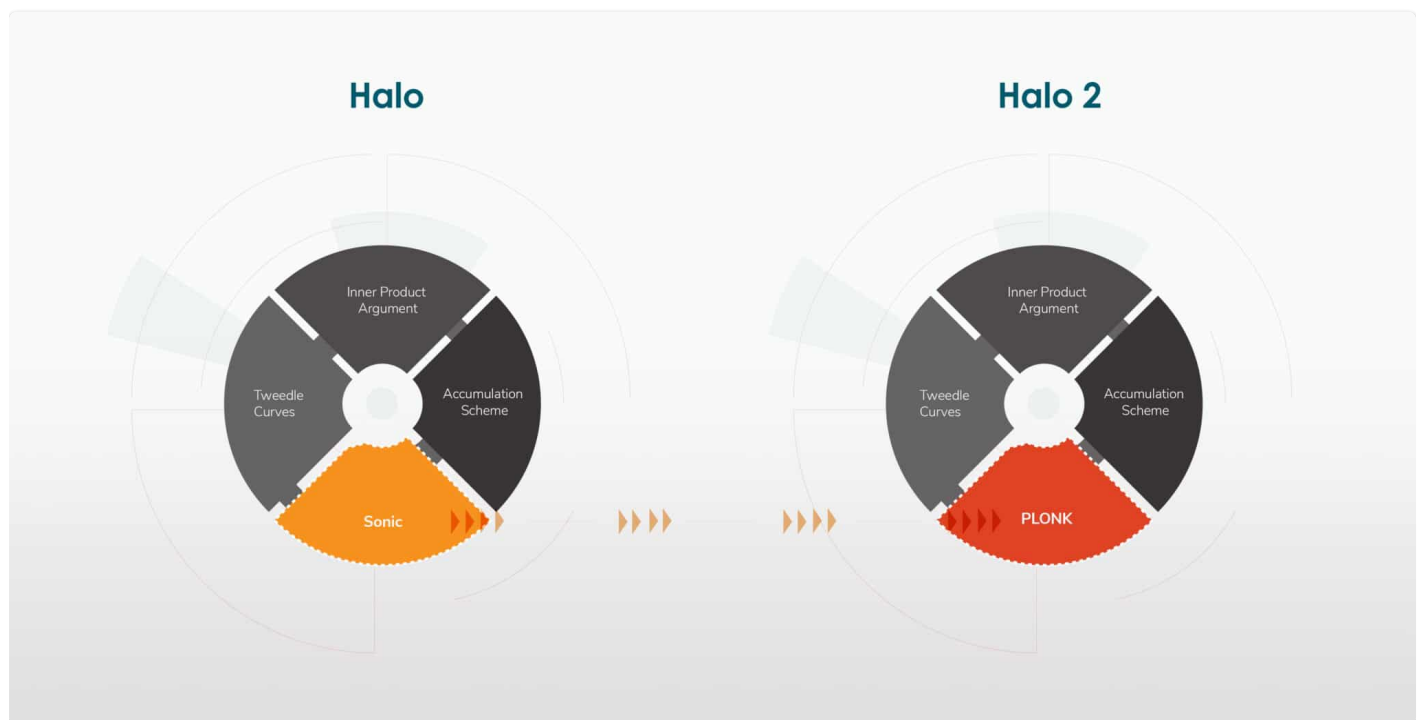 Halo
Inner Product
Argument
Tweedle
Curves
Accumulation
Scheme
Sonic
Halo 2
Inner Product
Argument
Tweedle
Curves
Accumulation
Scheme
PLONK